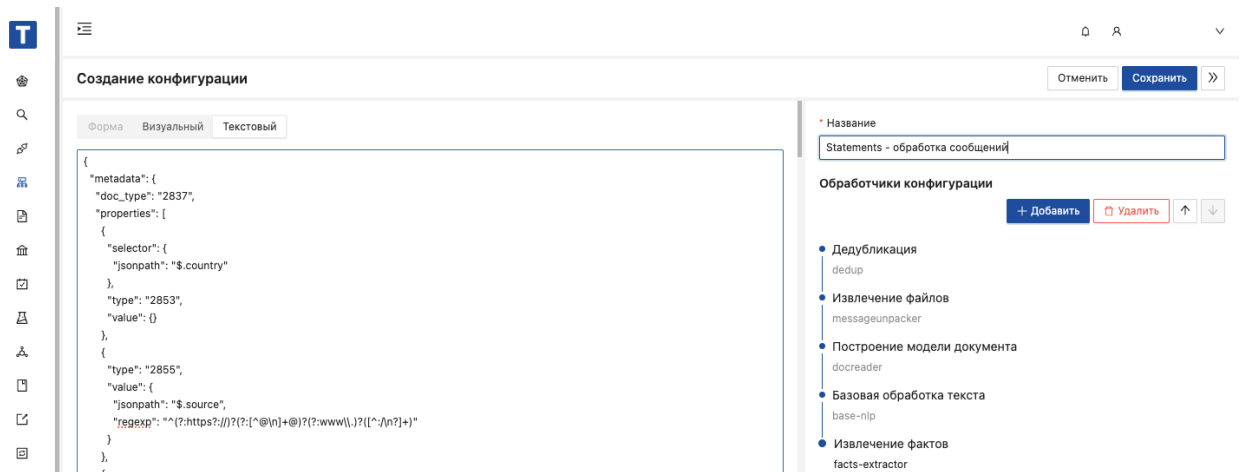 T
Создание конфигурации
Отменить
Сохранить
Форма
Визуальный
Текстовый
{
"metadata": {
"doc_type": "2837",
"properties": [
{
"selector": {
"jsonpath": "$.country"
},
"type": "2853",
"value": {}
},
{
"type": "2855",
"value": {
"jsonpath": "$.source",
"regexp": "^(?:https?://)?(?:[^@\n]+@)?(?:www\\.)?([^:/\n?]+)"
}
},
* Название
Statements - обработка сообщений
Обработчики конфигурации
+ Добавить
Удалить
Дедубликация
dedup
Извлечение файлов
messageunpacker
Построение модели документа
docreader
Базовая обработка текста
base-nlp
Извлечение фактов
facts-extractor